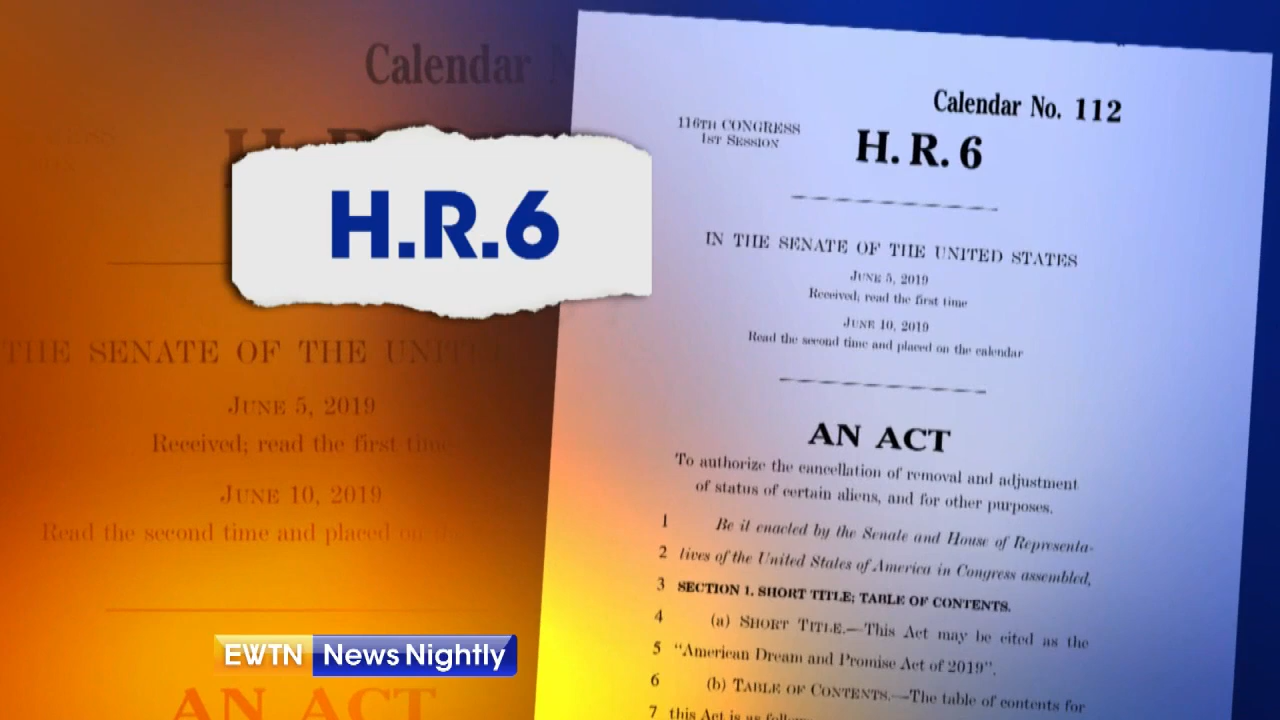 Calendar
H.R.6
THE SENATE OF THE UNIT
JUNE 5, 2019
Received; read the first time
JUNE 10, 2019
Read the second time and placed on the
AN ACT
EWTN News Nightly
Calendar No. 112
116TH CONGRESS
1ST SESSION
H. R. 6
IN THE SENATE OF THE UNITED STATES
JUNE 5, 2019
Received; read the first time
JUNE 10, 2019
Read the second time and placed on the calendar
AN ACT
To authorize the cancellation of removal and adjustment
of status of certain aliens, and for other purposes.
1 Be it enacted by the Senate and House of Representa-
2 tives of the United States of America in Congress assembled,
3 SECTION 1. SHORT TITLE; TABLE OF CONTENTS.
4 (a) SHORT TITLE.—This Act may be cited as the
5 "American Dream and Promise Act of 2019".
6 (b) TABLE OF CONTENTS.—The table of contents for
7 this Act is as